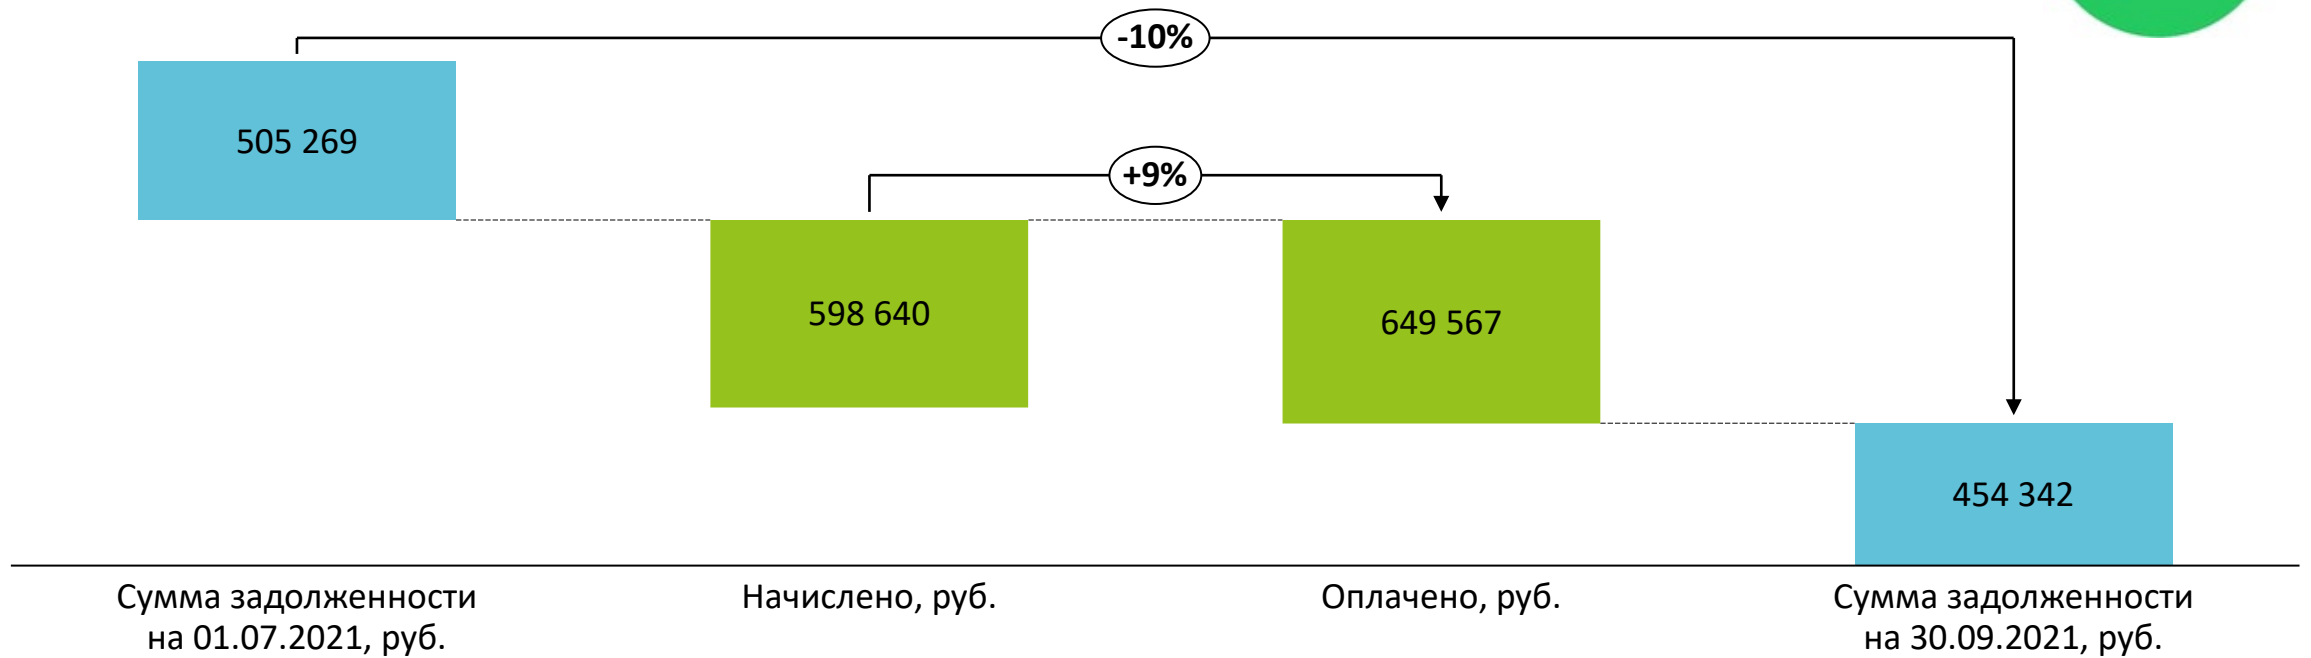 -10%
505 269
+9%
598 640
649 567
454 342
Сумма задолженности
на 01.07.2021, руб.
Начислено, руб.
Оплачено, руб.
Сумма задолженности
на 30.09.2021, руб.